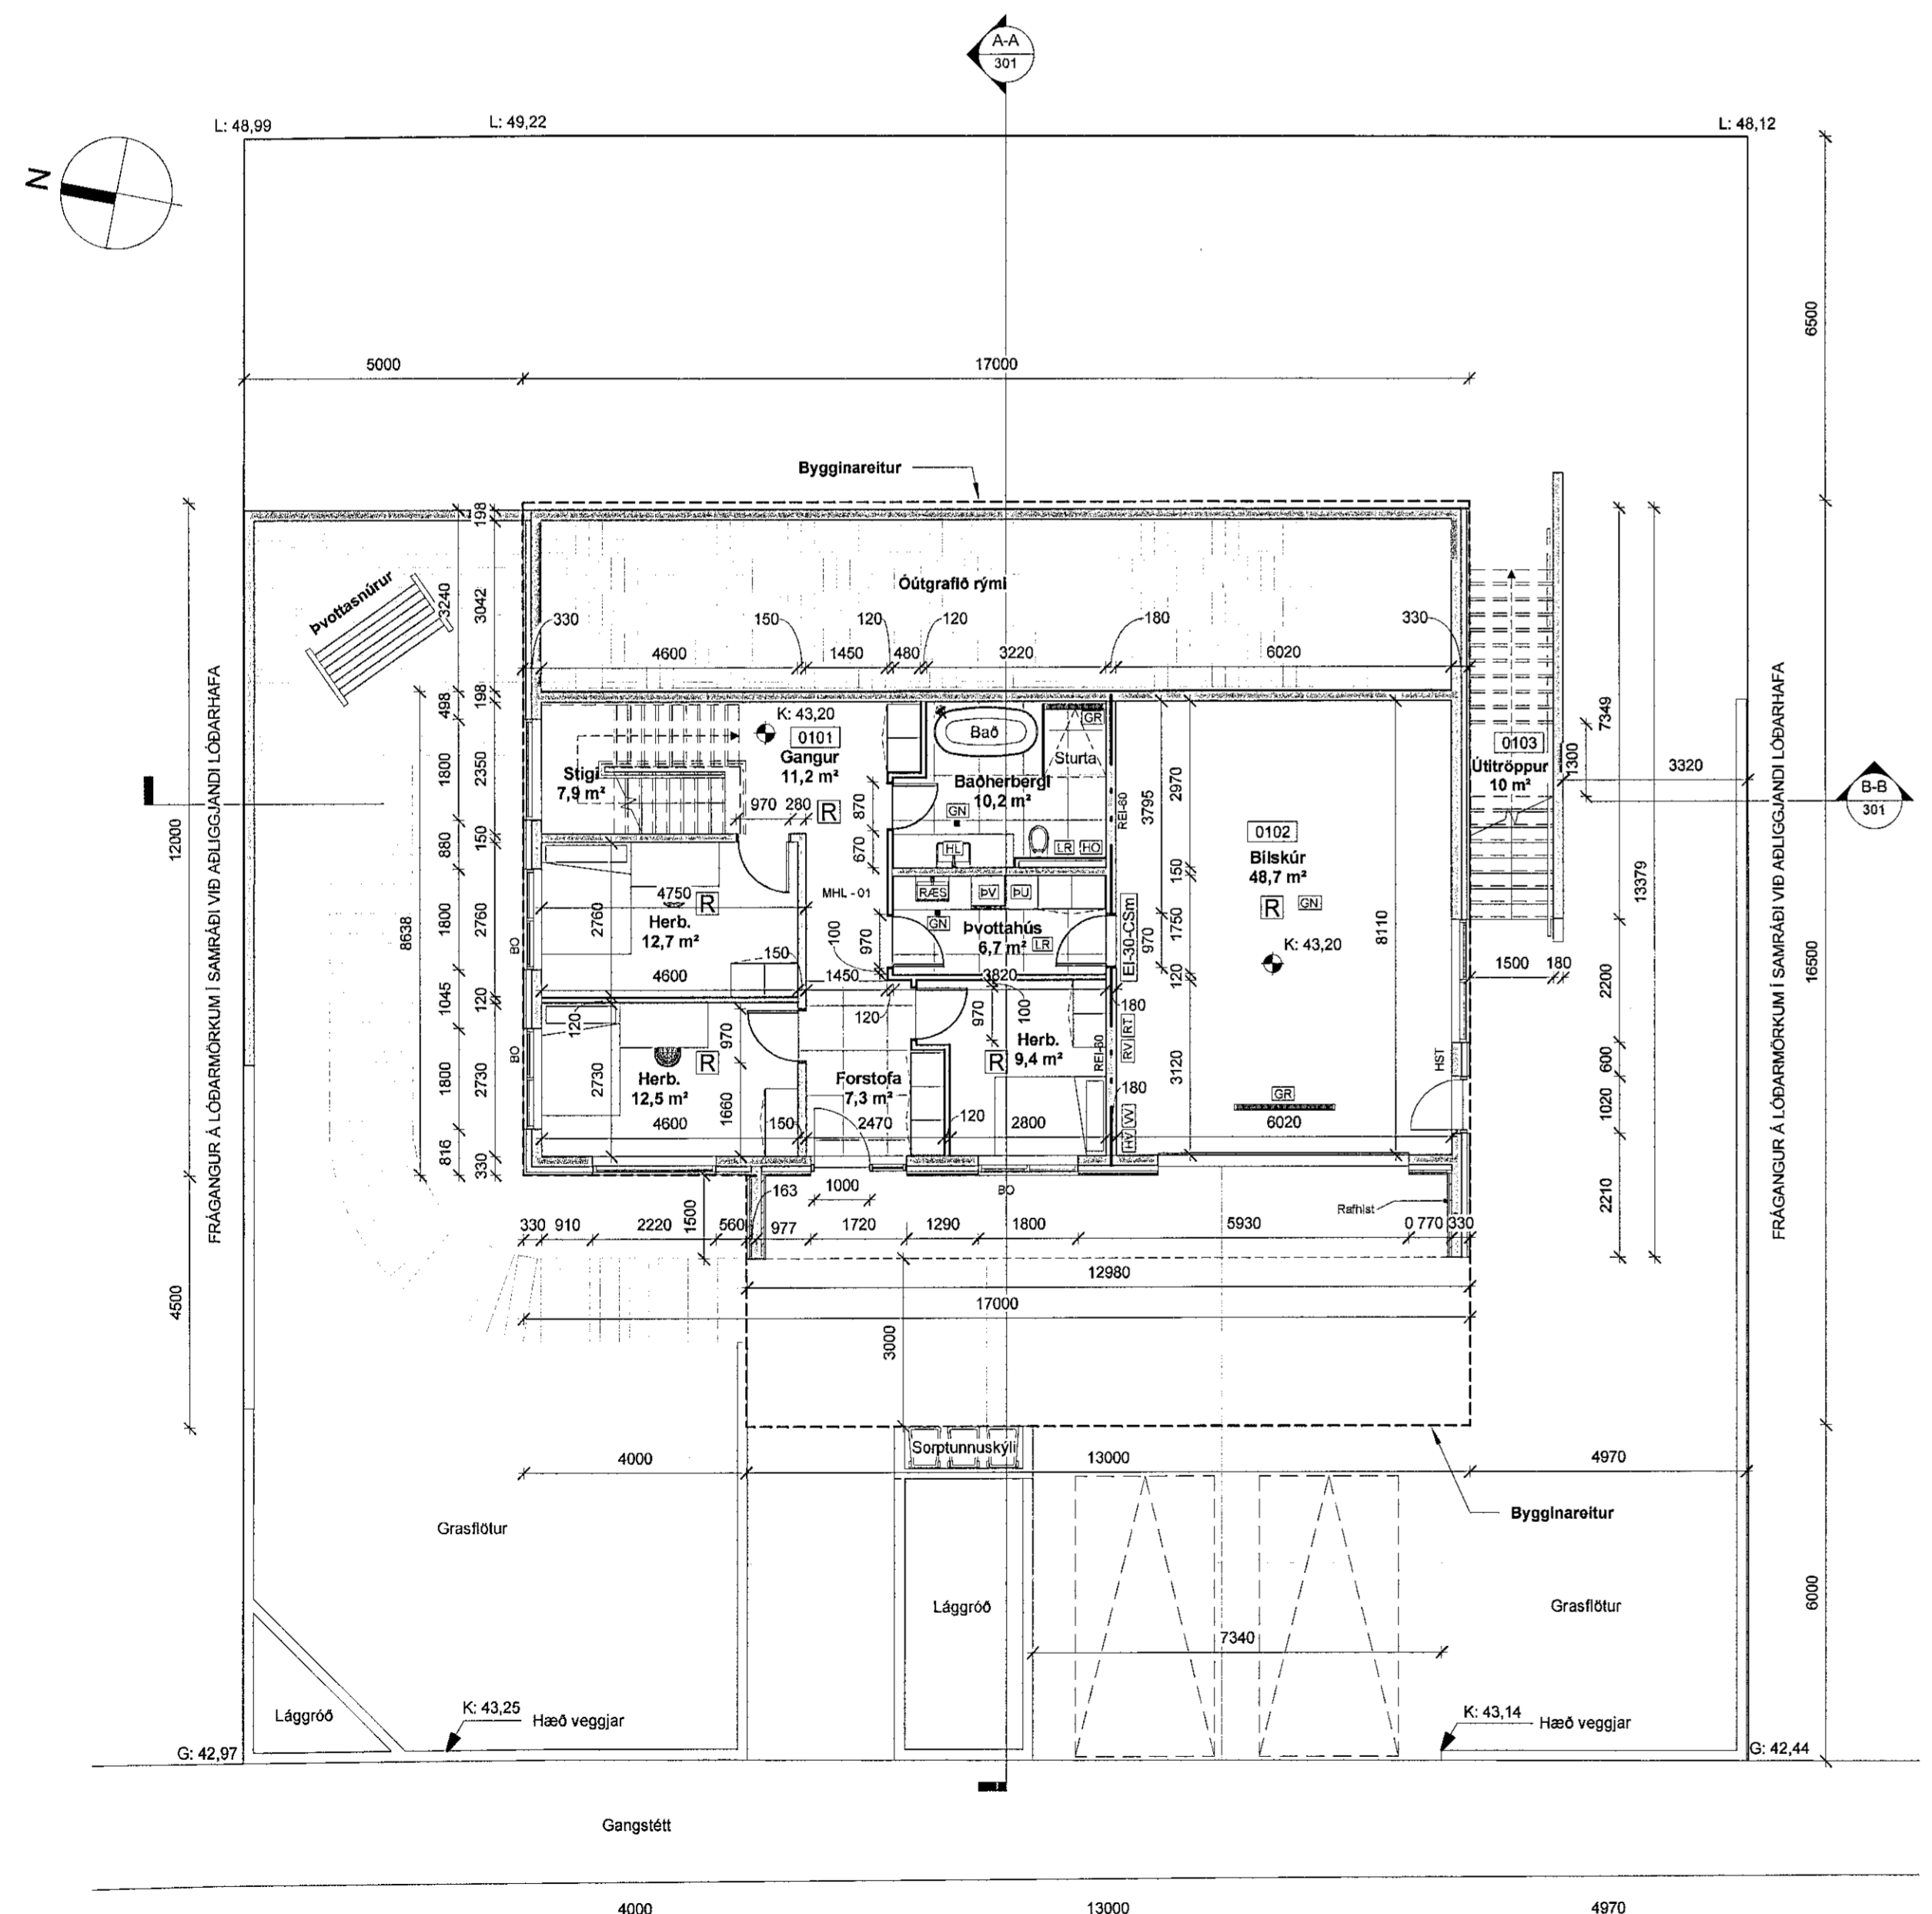 A-A
301
N
L: 48,99
L: 49,22
L: 48,12
5000
17000
6500
Bygginareitur
Þvottasnúrur
198
3240
3042
Óútgrafið rými
330
150
120
120
180
330
4600
1450
480
3220
6020
498
198
K: 43,20
0101
Gangur
11,2 m²
Stigi
7,9 m²
970
280
R
1800
12350
Bað
GR
Sturta
Baðherbergi
10,2 m²
GN
HL
LR
HO
870
670
REI-60
3795
2970
0103
Útitröppur
10 m²
1300
7349
3320
B-B
301
12000
880
150
0102
Bílskúr
48,7 m²
R
GN
K: 43,20
8110
13379
16500
FRÁGANGUR Á LÓÐARMÖRKUM Í SAMRÁÐI VIÐ AÐLIGGJANDI LÓÐARHAFA
FRÁGANGUR Á LÓÐARMÖRKUM Í SAMRÁÐI VIÐ AÐLIGGJANDI LÓÐARHAFA
8638
1800
2760
BO
2760
4750
R
Herb.
12,7 m²
150
4600
MHL - 01
RÆS
ÞV
ÞU
GN
Þvottahús
6,7 m²
LR
100
970
EI-30-CSm
970
150
1750
120
1450
3820
1500
180
2200
1045
120
BO
120
970
R
Herb.
12,5 m²
2730
1660
4600
150
1800
2730
816
330
Forstofa
7,3 m²
2470
120
970
100
Herb.
9,4 m²
R
REI-60
120
2800
180
RV
RT
180
HV
VV
3120
GR
6020
HST
600
1020
2210
163
1000
BO
Rafhlst
330
910
2220
560
1500
977
1720
1290
1800
5930
0
770
330
12980
17000
3000
4500
Sorptunnuskýli
4000
13000
4970
Bygginareitur
Grasflötur
Lággróð
7340
Grasflötur
6000
Lággróð
K: 43,25
Hæð veggjar
K: 43,14
Hæð veggjar
G: 42,97
G: 42,44
Gangstétt
4000
13000
4970